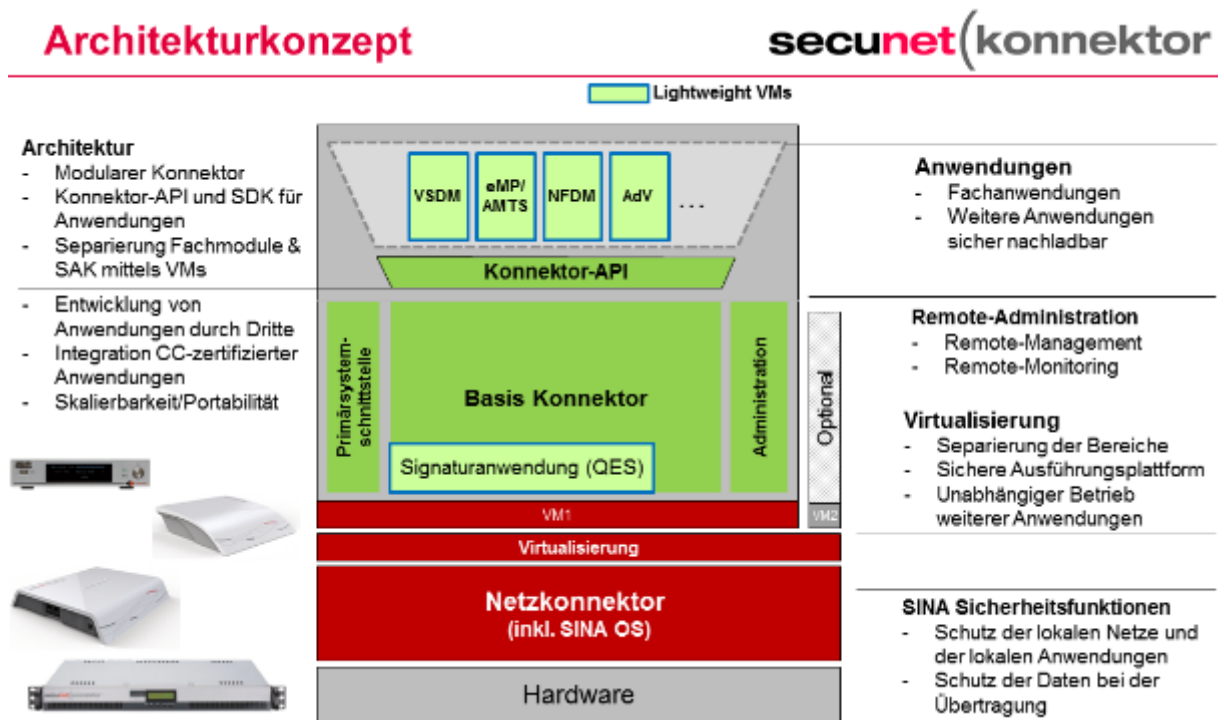 Architekturkonzept
secunet(konnektor
Lightweight VMs
Architektur
- Modularer Konnektor
- Konnektor-API und SDK für
Anwendungen
- Separierung Fachmodule &
SAK mittels VMs
- Entwicklung von
Anwendungen durch Dritte
- Integration CC-zertifizierter
Anwendungen
- Skalierbarkeit/Portabilität
VSDM
eMP/
AMTS
NFDM
AdV
...
Konnektor-API
Primärsystem-
schnittstelle
Basis Konnektor
Signaturanwendung (QES)
Administration
Optional
VM1
VM2
Virtualisierung
Netzkonnektor
(inkl. SINA OS)
Hardware
Anwendungen
- Fachanwendungen
- Weitere Anwendungen
sicher nachladbar
Remote-Administration
- Remote-Management
- Remote-Monitoring
Virtualisierung
- Separierung der Bereiche
- Sichere Ausführungsplattform
- Unabhängiger Betrieb
weiterer Anwendungen
SINA Sicherheitsfunktionen
- Schutz der lokalen Netze und
der lokalen Anwendungen
- Schutz der Daten bei der
Übertragung
secunet konnektor